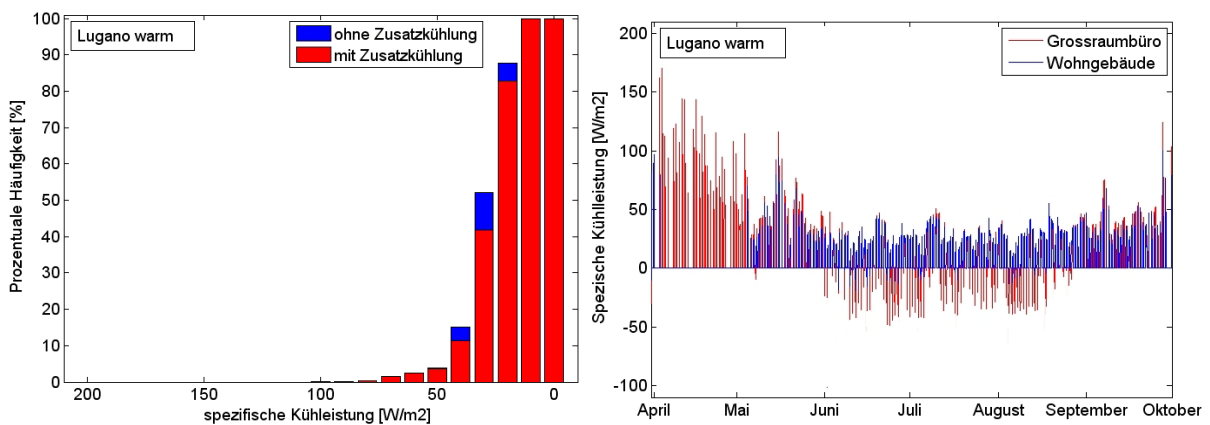 Lugano warm
ohne Zusatzkühlung
mit Zusatzkühlung
Prozentuale Häufigkeit [%]
100
90
80
70
60
50
40
30
20
10
0
200
150
100
50
0
spezifische Kühleistung [W/m2]
Lugano warm
Grossraumbüro
Wohngebäude
Spezische Kühlleistung [W/m2]
200
150
100
50
0
-50
-100
April
Mai
Juni
Juli
August
September
Oktober